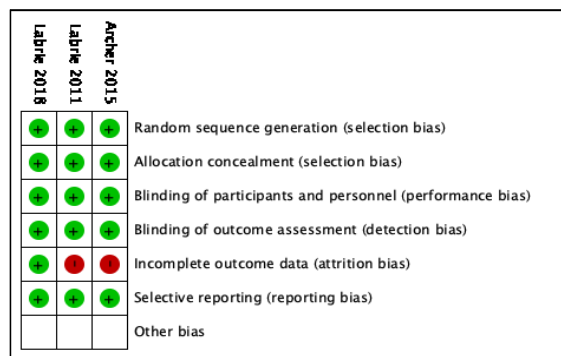 Labrie 2018
Labrie 2011
Archer 2015
+ + + Random sequence generation (selection bias)
+ + + Allocation concealment (selection bias)
+ + + Blinding of participants and personnel (performance bias)
+ + + Blinding of outcome assessment (detection bias)
+ - - Incomplete outcome data (attrition bias)
+ + + Selective reporting (reporting bias)
Other bias